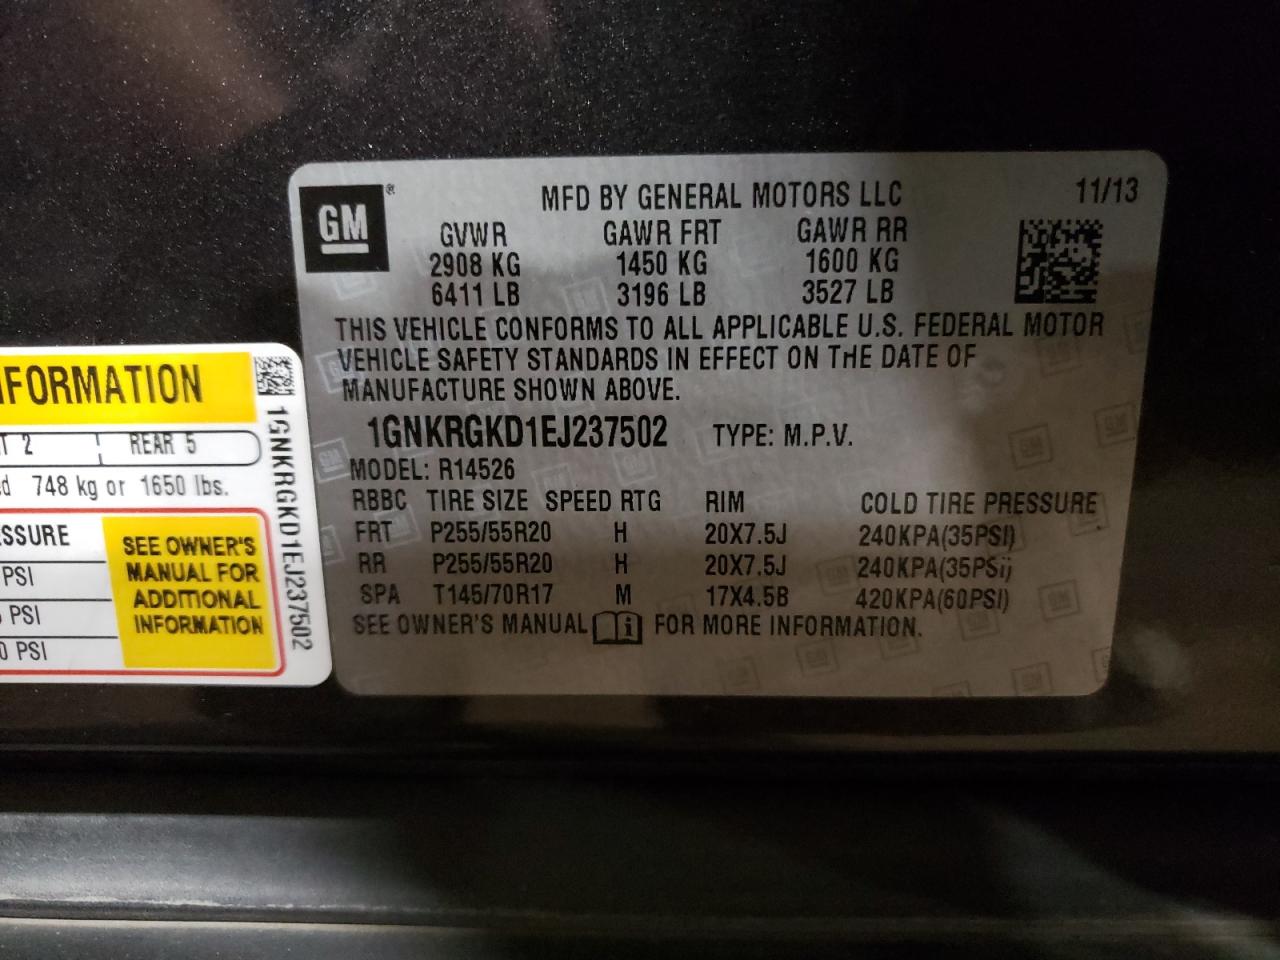 GM®
MFD BY GENERAL MOTORS LLC 11/13
GVWR GAWR FRT GAWR RR
2908 KG 1450 KG 1600 KG
6411 LB 3196 LB 3527 LB
THIS VEHICLE CONFORMS TO ALL APPLICABLE U.S. FEDERAL MOTOR
VEHICLE SAFETY STANDARDS IN EFFECT ON THE DATE OF
MANUFACTURE SHOWN ABOVE.
1GNKRGKD1EJ237502 TYPE: M.P.V.
MODEL: R14526
RBBC TIRE SIZE SPEED RTG RIM COLD TIRE PRESSURE
FRT P255/55R20 H 20X7.5J 240KPA(35PSI)
RR P255/55R20 H 20X7.5J 240KPA(35PSI)
SPA T145/70R17 M 17X4.5B 420KPA(60PSI)
SEE OWNER'S MANUAL FOR MORE INFORMATION.
NFORMATION
T 2 REAR 5
d 748 kg or 1650 lbs.
SSURE
PSI
PSI
0 PSI
SEE OWNER'S
MANUAL FOR
ADDITIONAL
INFORMATION
1GNKRGKD1EJ237502